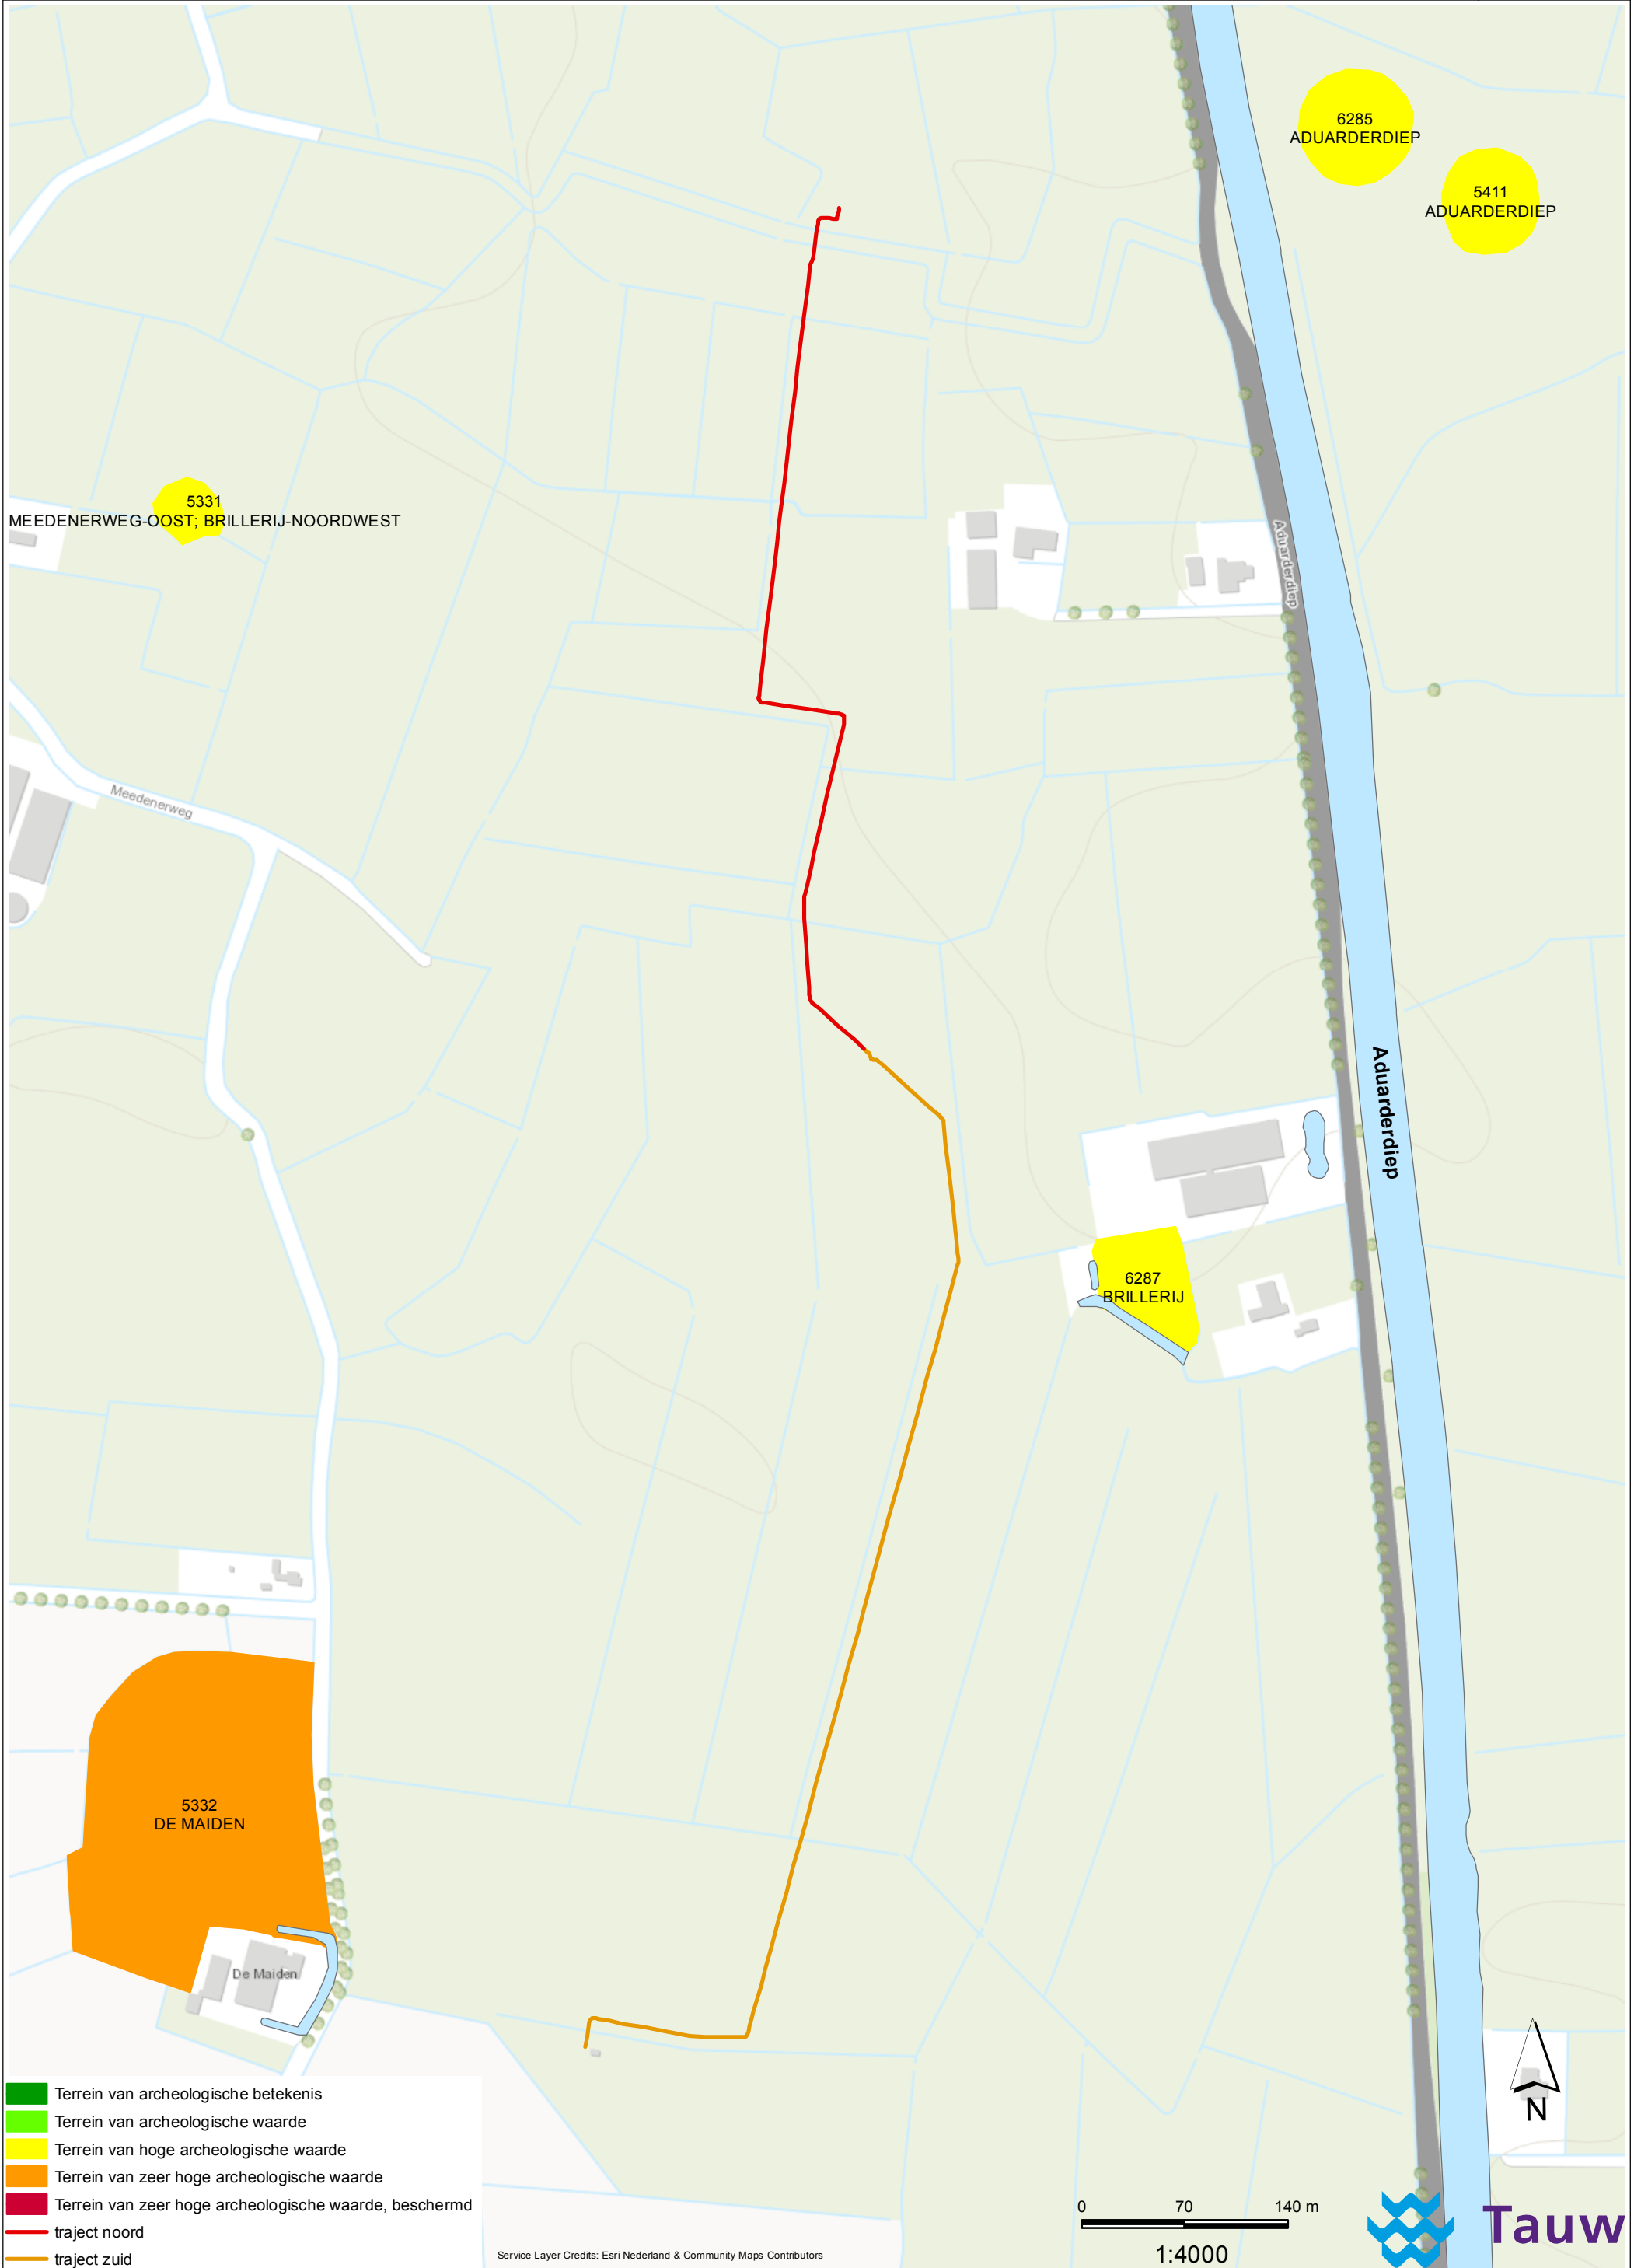 6285
ADUARDERDIEP
5411
ADUARDERDIEP
5331
MEEDENERWEG-OOST; BRILLERIJ-NOORDWEST
Aduarderdiep
Meedenerweg
Aduarderdiep
6287
BRILLERIJ
5332
DE MAIDEN
De Maiden
N
Terrein van archeologische betekenis
Terrein van archeologische waarde
Terrein van hoge archeologische waarde
Terrein van zeer hoge archeologische waarde
Terrein van zeer hoge archeologische waarde, beschermd
traject noord
traject zuid
Service Layer Credits: Esri Nederland & Community Maps Contributors
0 70 140 m
1:4000
Tauw